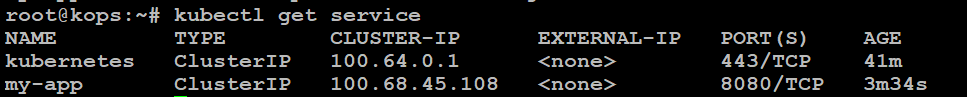 root@kops:~# kubectl get service
NAME         TYPE        CLUSTER-IP      EXTERNAL-IP   PORT(S)    AGE
kubernetes   ClusterIP   100.64.0.1      <none>        443/TCP    41m
my-app       ClusterIP   100.68.45.108   <none>        8080/TCP   3m34s